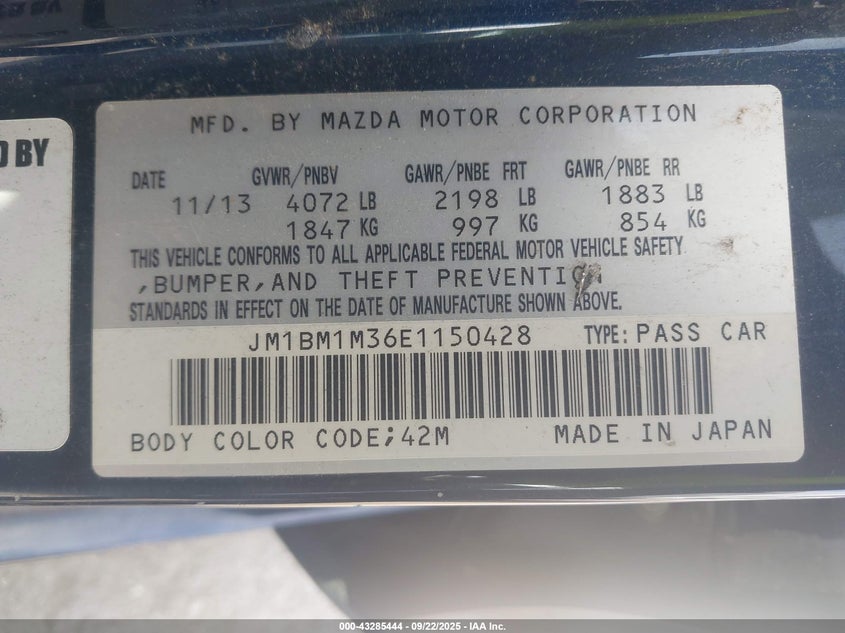 D BY
MFD. BY MAZDA MOTOR CORPORATION
DATE GVWR/PNBV GAWR/PNBE FRT GAWR/PNBE RR
11/13 4072 LB 2198 LB 1883 LB
1847 KG 997 KG 854 KG
THIS VEHICLE CONFORMS TO ALL APPLICABLE FEDERAL MOTOR VEHICLE SAFETY
,BUMPER,AND THEFT PREVENTION
STANDARDS IN EFFECT ON THE DATE OF MANUFACTURE SHOWN ABOVE.
JM1BM1M36E1150428 TYPE: PASS CAR
BODY COLOR CODE;42M MADE IN JAPAN
000-43285444 - 09/22/2025 - IAA Inc.